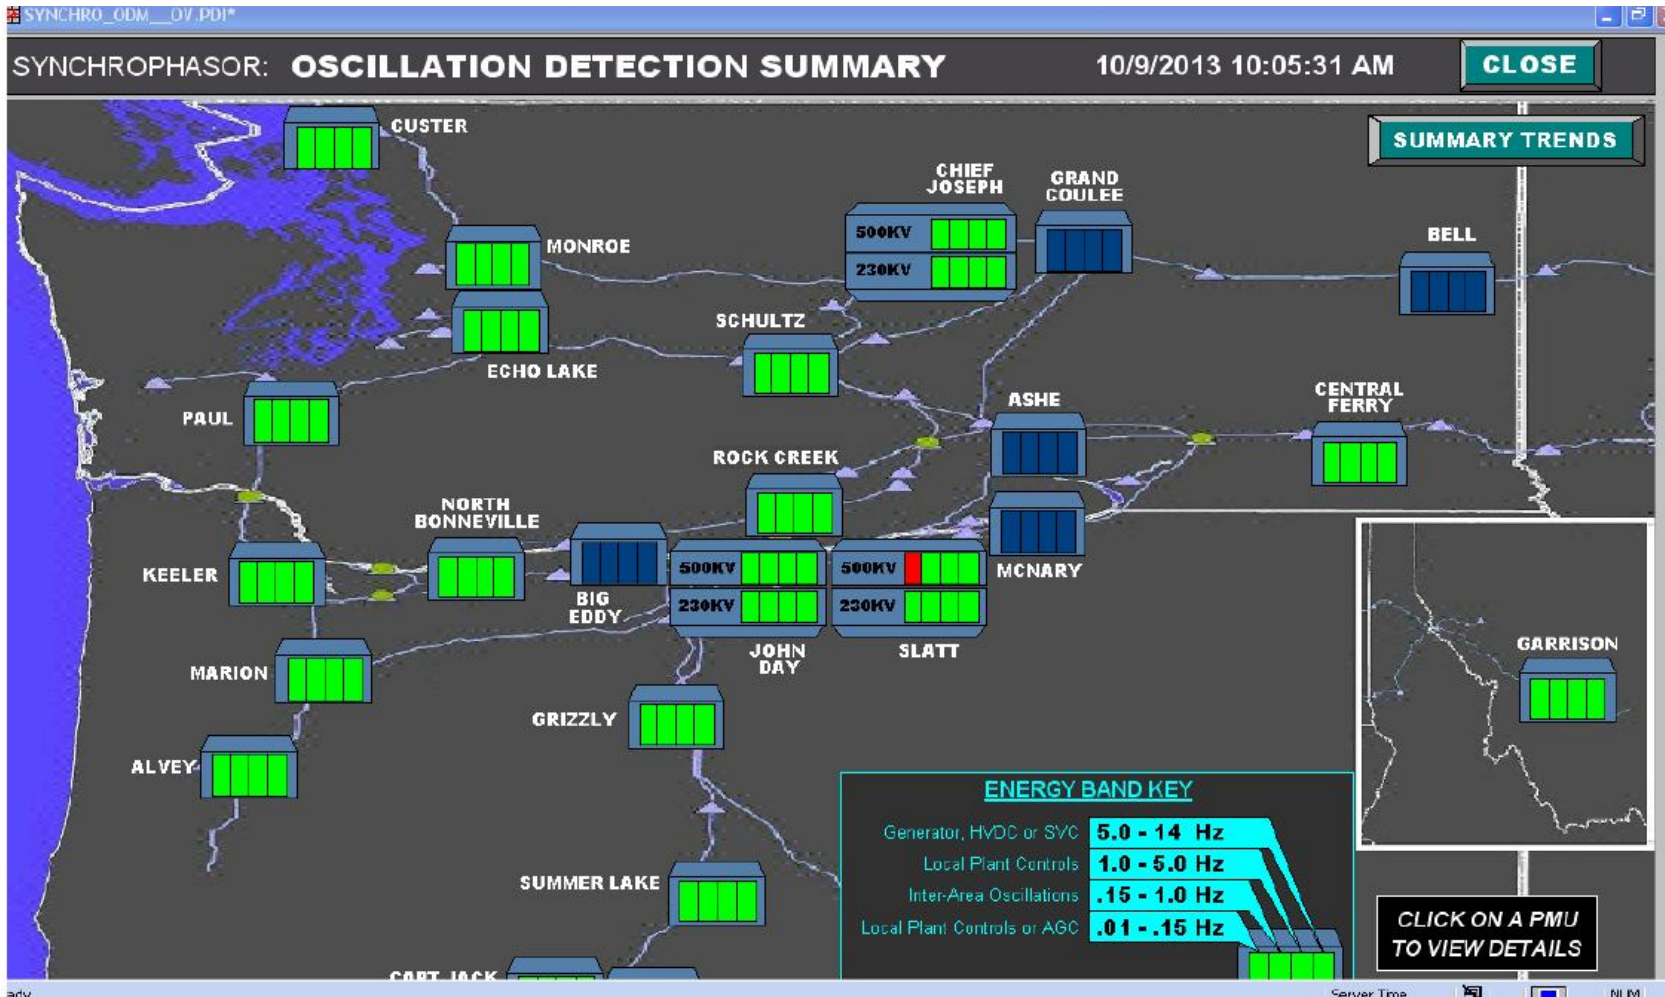 SYNCHRO_ODM__OV.PDI*
SYNCHROPHASOR: OSCILLATION DETECTION SUMMARY 10/9/2013 10:05:31 AM CLOSE
SUMMARY TRENDS
CUSTER
MONROE
CHIEF
JOSEPH
500KV
230KV
GRAND
COULEE
BELL
ECHO LAKE
SCHULTZ
PAUL
ASHE
CENTRAL
FERRY
ROCK CREEK
NORTH
BONNEVILLE
KEELER
BIG
EDDY
500KV
230KV
JOHN
DAY
500KV
230KV
SLATT
MCNARY
GARRISON
MARION
GRIZZLY
ALVEY
SUMMER LAKE
CAPT JACK
ENERGY BAND KEY
Generator, HVDC or SVC 5.0 - 14 Hz
Local Plant Controls 1.0 - 5.0 Hz
Inter-Area Oscillations .15 - 1.0 Hz
Local Plant Controls or AGC .01 - .15 Hz
CLICK ON A PMU
TO VIEW DETAILS
ady
Server Time
NUM